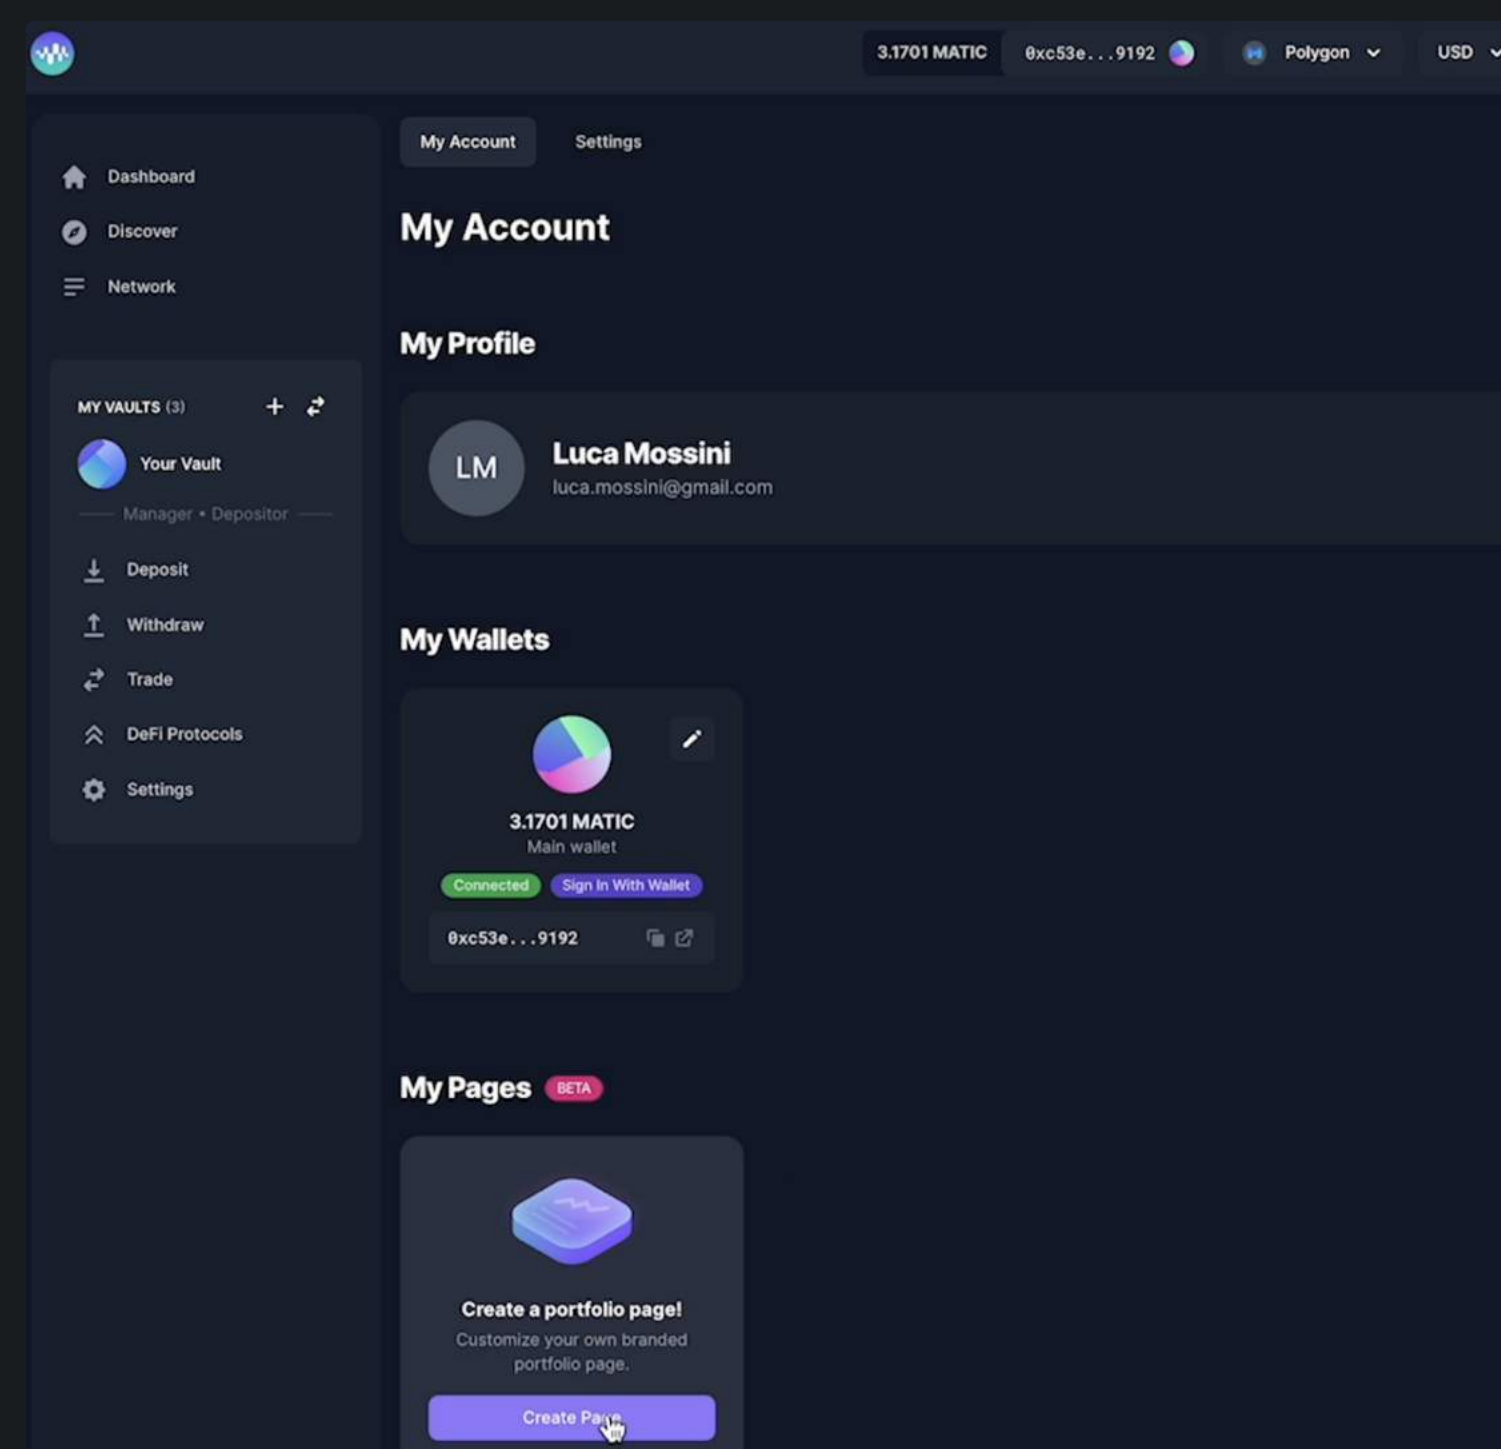 3.1701 MATIC 0xc53e...9192 Polygon USD
My Account Settings
Dashboard
Discover
Network
MY VAULTS (3)
Your Vault
Manager • Depositor
Deposit
Withdraw
Trade
DeFi Protocols
Settings
My Account
My Profile
LM
Luca Mossini
luca.mossini@gmail.com
My Wallets
3.1701 MATIC
Main wallet
Connected Sign In With Wallet
0xc53e...9192
My Pages BETA
Create a portfolio page!
Customize your own branded
portfolio page.
Create Page